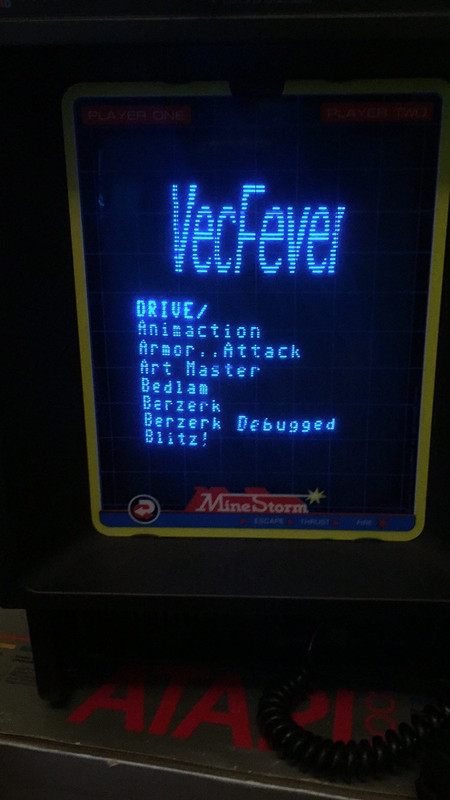 PLAYER ONE
PLAYER TWO
VecFever
DRIVE/
Animaction
Armor..Attack
Art Master
Bedlam
Berzerk
Berzerk Debugged
Blitz!
MineStorm
ESCAPE THRUST FIRE
ATARI